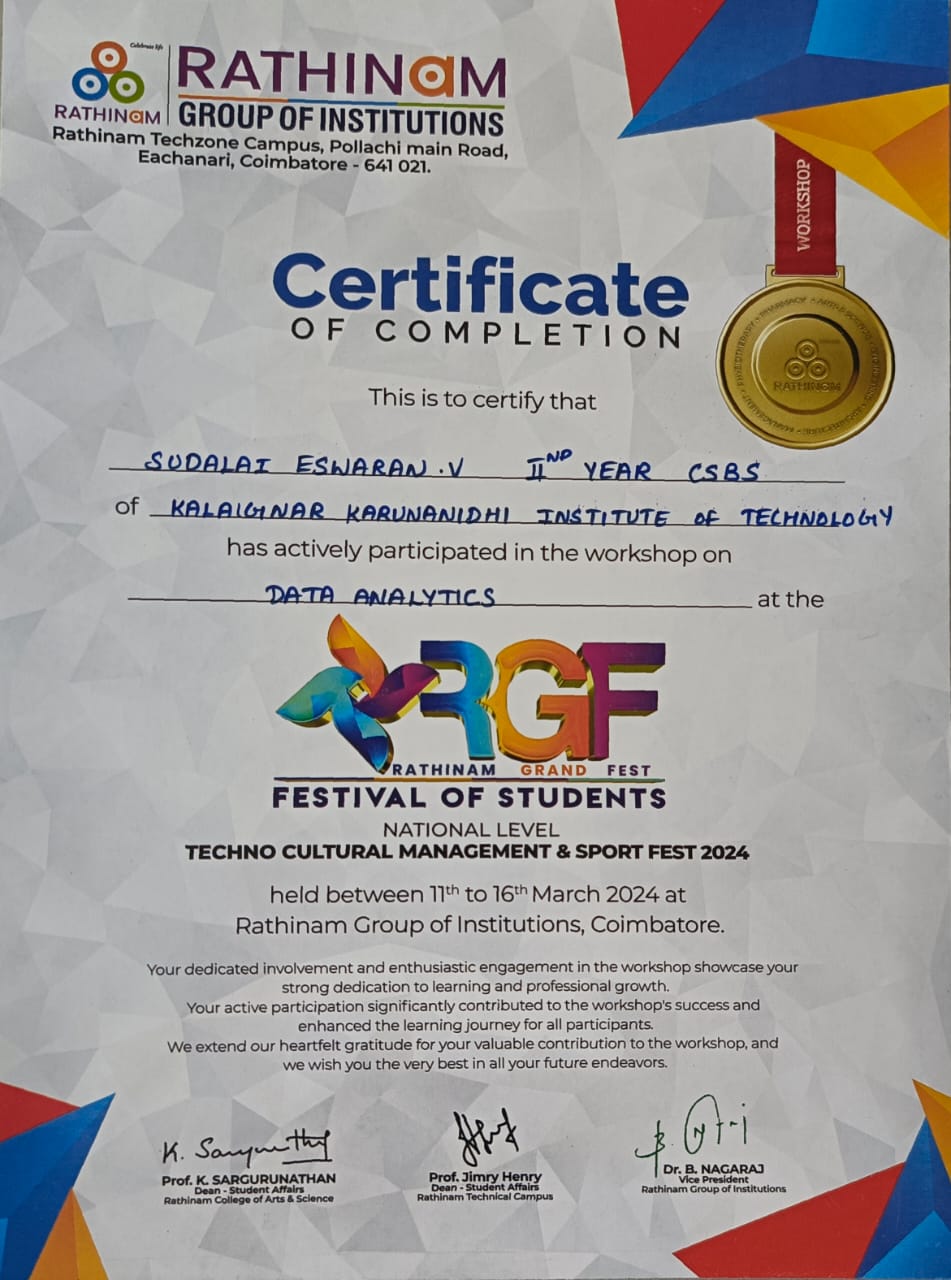 Celebrate life
RATHINAM
RATHINAM
GROUP OF INSTITUTIONS
Rathinam Techzone Campus, Pollachi main Road,
Eachanari, Coimbatore - 641 021.
WORKSHOP
RATHINAM
Certificate
OF COMPLETION
This is to certify that
SUDALAI ESWARAN.V IIND YEAR CSBS
of KALAIGNAR KARUNANIDHI INSTITUTE OF TECHNOLOGY
has actively participated in the workshop on
DATA ANALYTICS at the
RGF
RATHINAM GRAND FEST
FESTIVAL OF STUDENTS
NATIONAL LEVEL
TECHNO CULTURAL MANAGEMENT & SPORT FEST 2024
held between 11th to 16th March 2024 at
Rathinam Group of Institutions, Coimbatore.
Your dedicated involvement and enthusiastic engagement in the workshop showcase your
strong dedication to learning and professional growth.
Your active participation significantly contributed to the workshop's success and
enhanced the learning journey for all participants.
We extend our heartfelt gratitude for your valuable contribution to the workshop, and
we wish you the very best in all your future endeavors.
Prof. K. SARGURUNATHAN
Dean - Student Affairs
Rathinam College of Arts & Science
Prof. Jimry Henry
Dean - Student Affairs
Rathinam Technical Campus
Dr. B. NAGARAJ
Vice President
Rathinam Group of Institutions